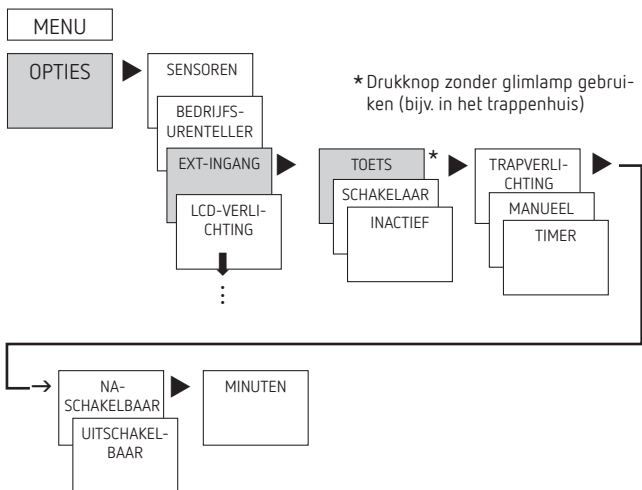 MENU
OPTIES
SENSOREN
BEDRIJFS-
URENTELLER
EXT-INGANG
LCD-VERLI-
CHTING
* Drukknop zonder glimlamp gebrui-
ken (bijv. in het trappenhuis)
TOETS *
SCHAKELAAR
INACTIEF
TRAPVERLI-
CHTING
MANUEEL
TIMER
NA-
SCHAKELBAAR
UITSCHAKEL-
BAAR
MINUTEN